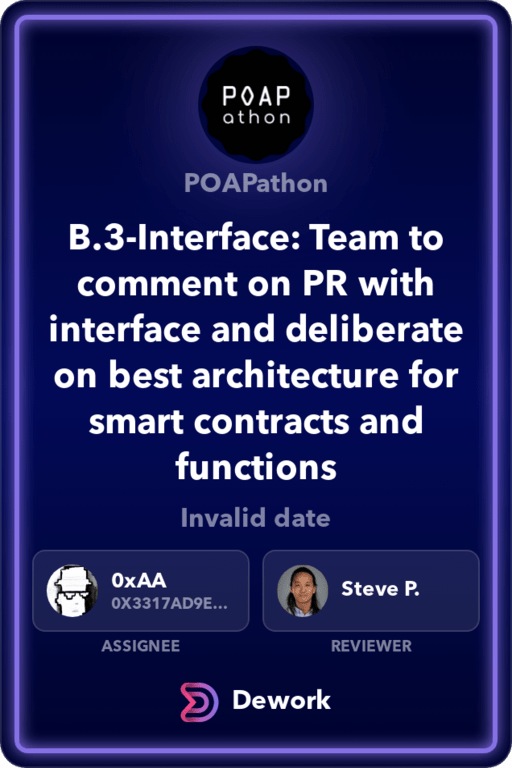 POAP
athon
POAPathon
B.3-Interface: Team to
comment on PR with
interface and deliberate
on best architecture for
smart contracts and
functions
Invalid date
0xAA
0X3317AD9E...
ASSIGNEE
Steve P.
REVIEWER
Dework